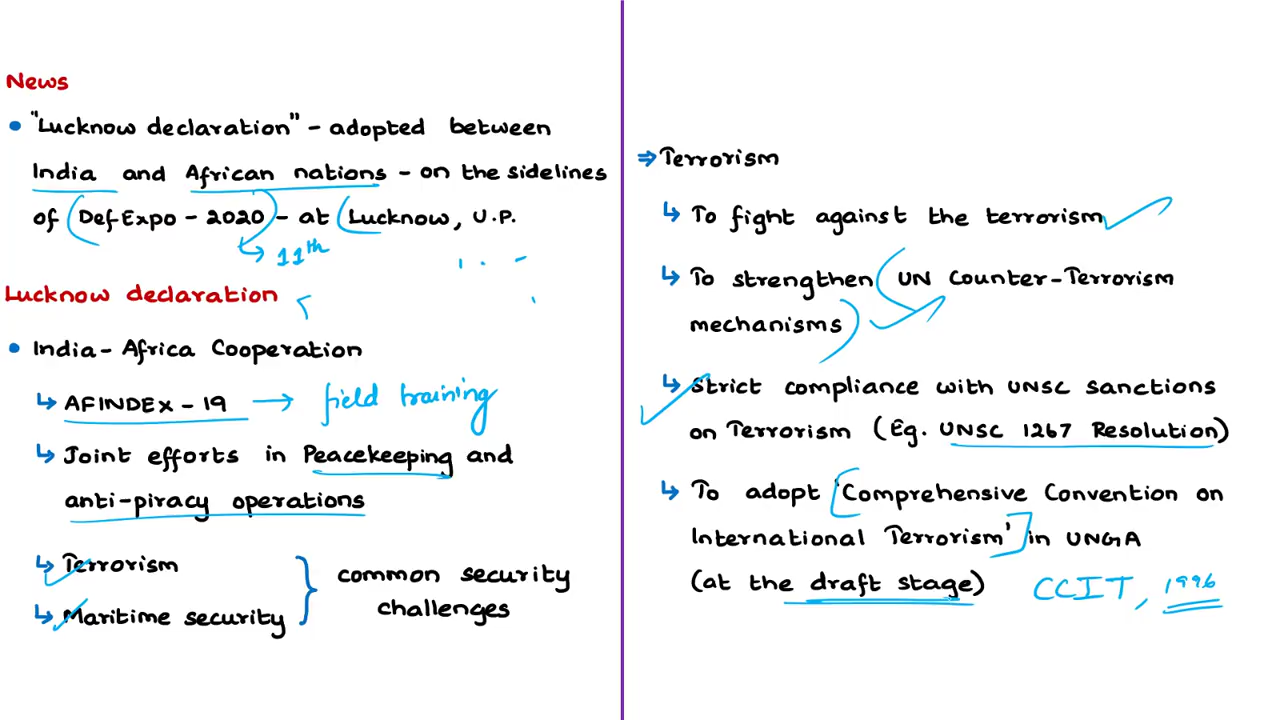 News
• "Lucknow declaration" - adopted between
India and African nations - on the sidelines
of (DefExpo - 2020) - at (Lucknow, U.P.
↳ 11th
Lucknow declaration
• India - Africa Cooperation
↳ AFINDEX - 19 → field training
↳ Joint efforts in Peacekeeping and
anti-piracy operations
↳ Terrorism
↳ Maritime security
} common security
challenges
⇒ Terrorism
↳ To fight against the terrorism
↳ To strengthen (UN Counter-Terrorism
mechanisms)
↳ Strict compliance with UNSC sanctions
on Terrorism (Eg. UNSC 1267 Resolution)
↳ To adopt ['Comprehensive Convention on
International Terrorism'] in UNGA
(at the draft stage) CCIT, 1996